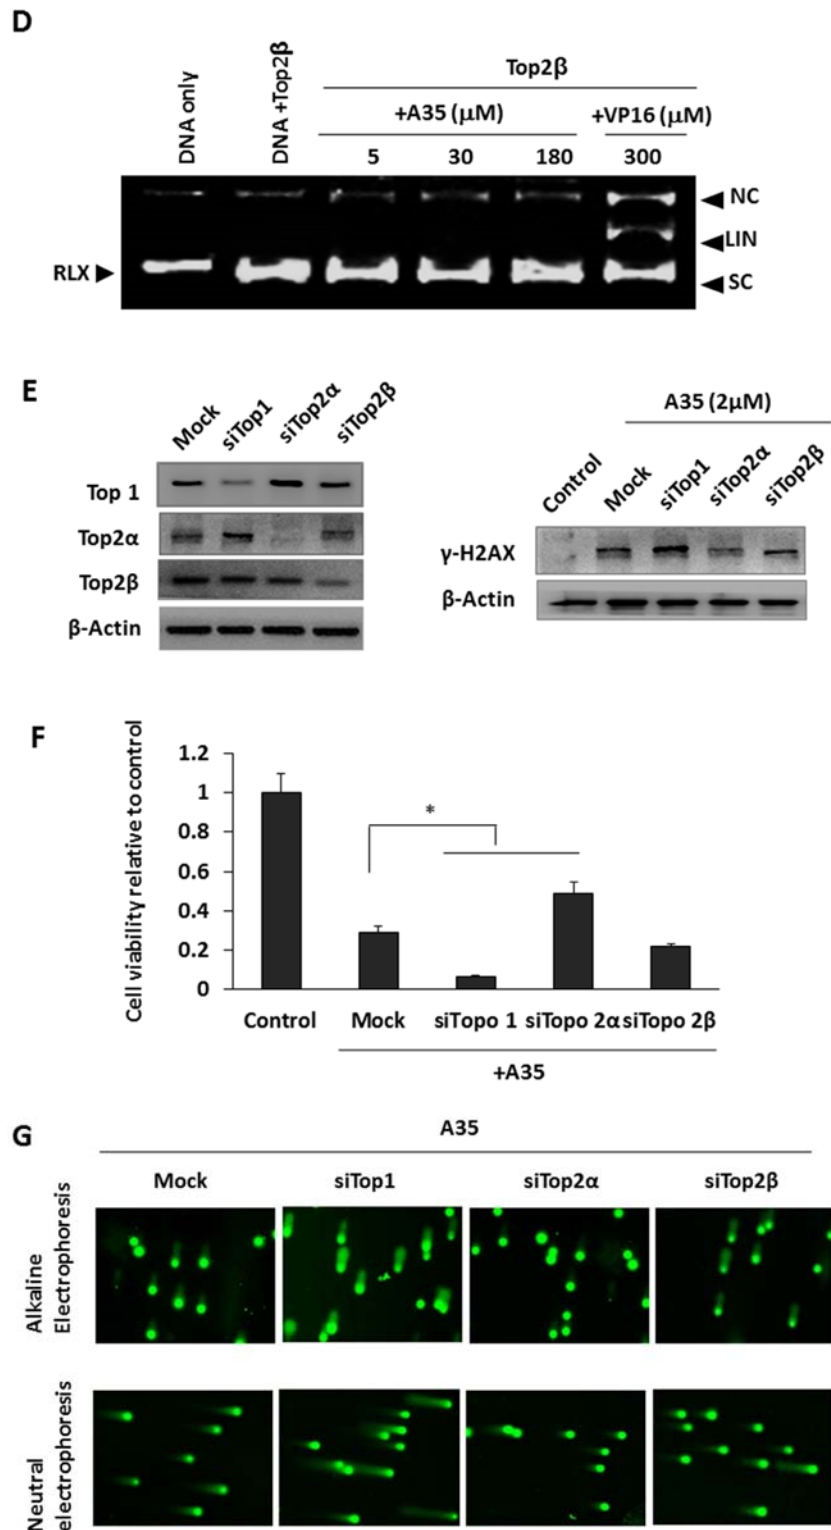 D
DNA only
DNA +Top2β
Top2β
+A35 (μM)
+VP16 (μM)
5 30 180 300
NC
LIN
RLX
SC
E
Mock
siTop1
siTop2α
siTop2β
Top 1
Top2α
Top2β
β-Actin
A35 (2μM)
Control
Mock
siTop1
siTop2α
siTop2β
γ-H2AX
β-Actin
F
Cell viability relative to control
1.2
1
0.8
0.6
0.4
0.2
0
*
Control Mock siTopo 1 siTopo 2α siTopo 2β
+A35
G
A35
Mock siTop1 siTop2α siTop2β
Alkaline
Electrophoresis
Neutral
electrophoresis